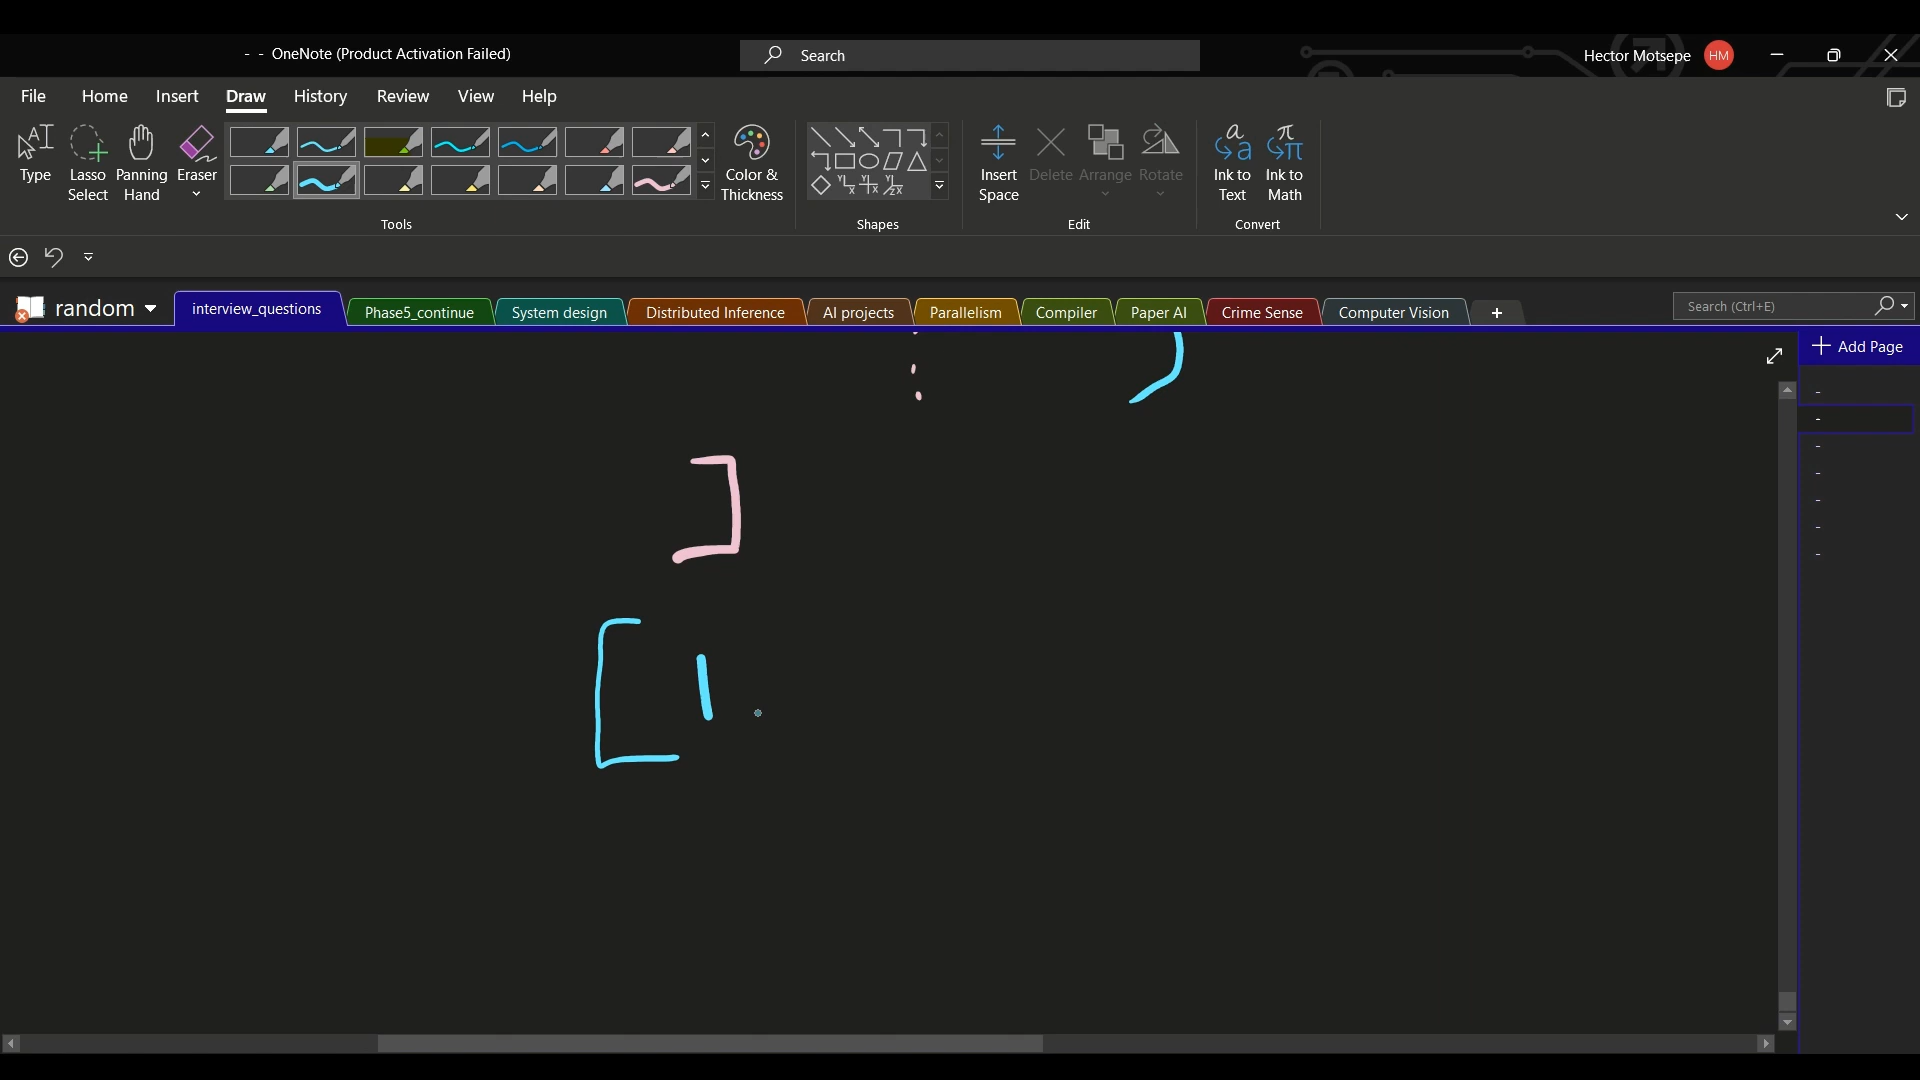 - - OneNote (Product Activation Failed)
Search
Hector Motsepe HM
File Home Insert Draw History Review View Help
Type
Lasso Select
Panning Hand
Eraser
Color & Thickness
Insert Space
Delete
Arrange
Rotate
Ink to Text
Ink to Math
Tools
Shapes
Edit
Convert
random
interview_questions Phase5_continue System design Distributed Inference AI projects Parallelism Compiler Paper AI Crime Sense Computer Vision +
Search (Ctrl+E)
Add Page
-
-
-
-
-
-
-
]
[ 1